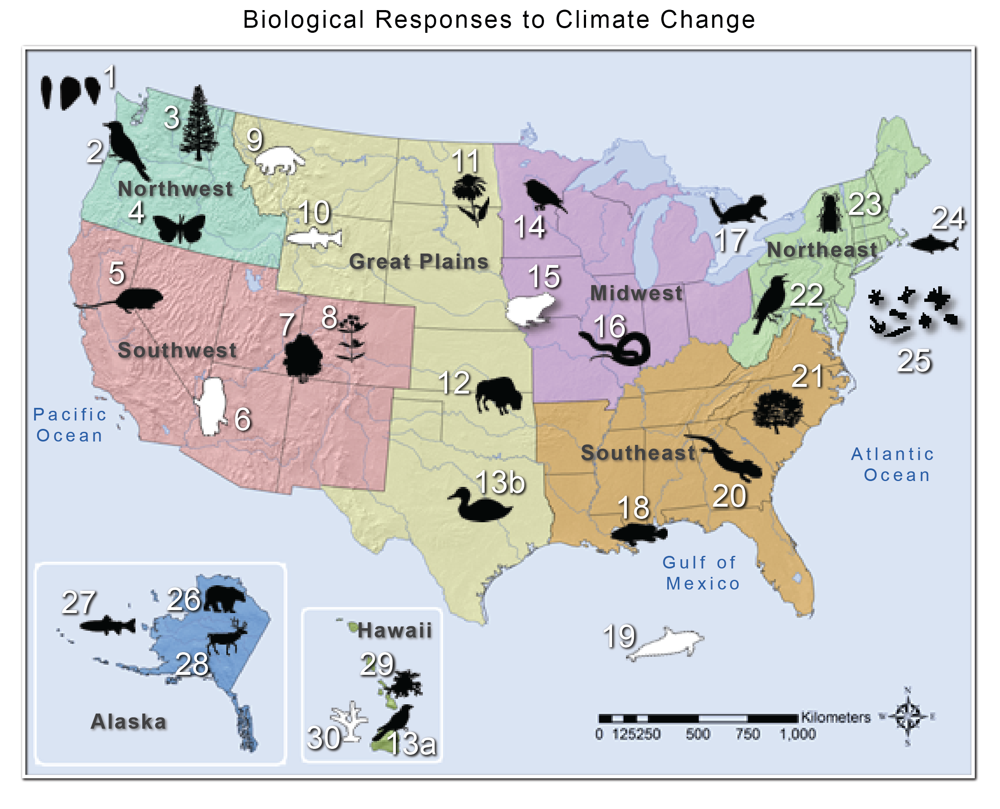 Biological Responses to Climate Change
1
3
2
9
11
Northwest
4
10
14
17
23
24
Northeast
Great Plains
5
15
Midwest
22
7
8
16
Southwest
25
21
12
6
Pacific
Ocean
Southeast
Atlantic
Ocean
13b
20
18
Gulf of
Mexico
27
26
28
Alaska
Hawaii
29
30
13a
19
N
W
E
S
Kilometers
0 125250 500 750 1,000